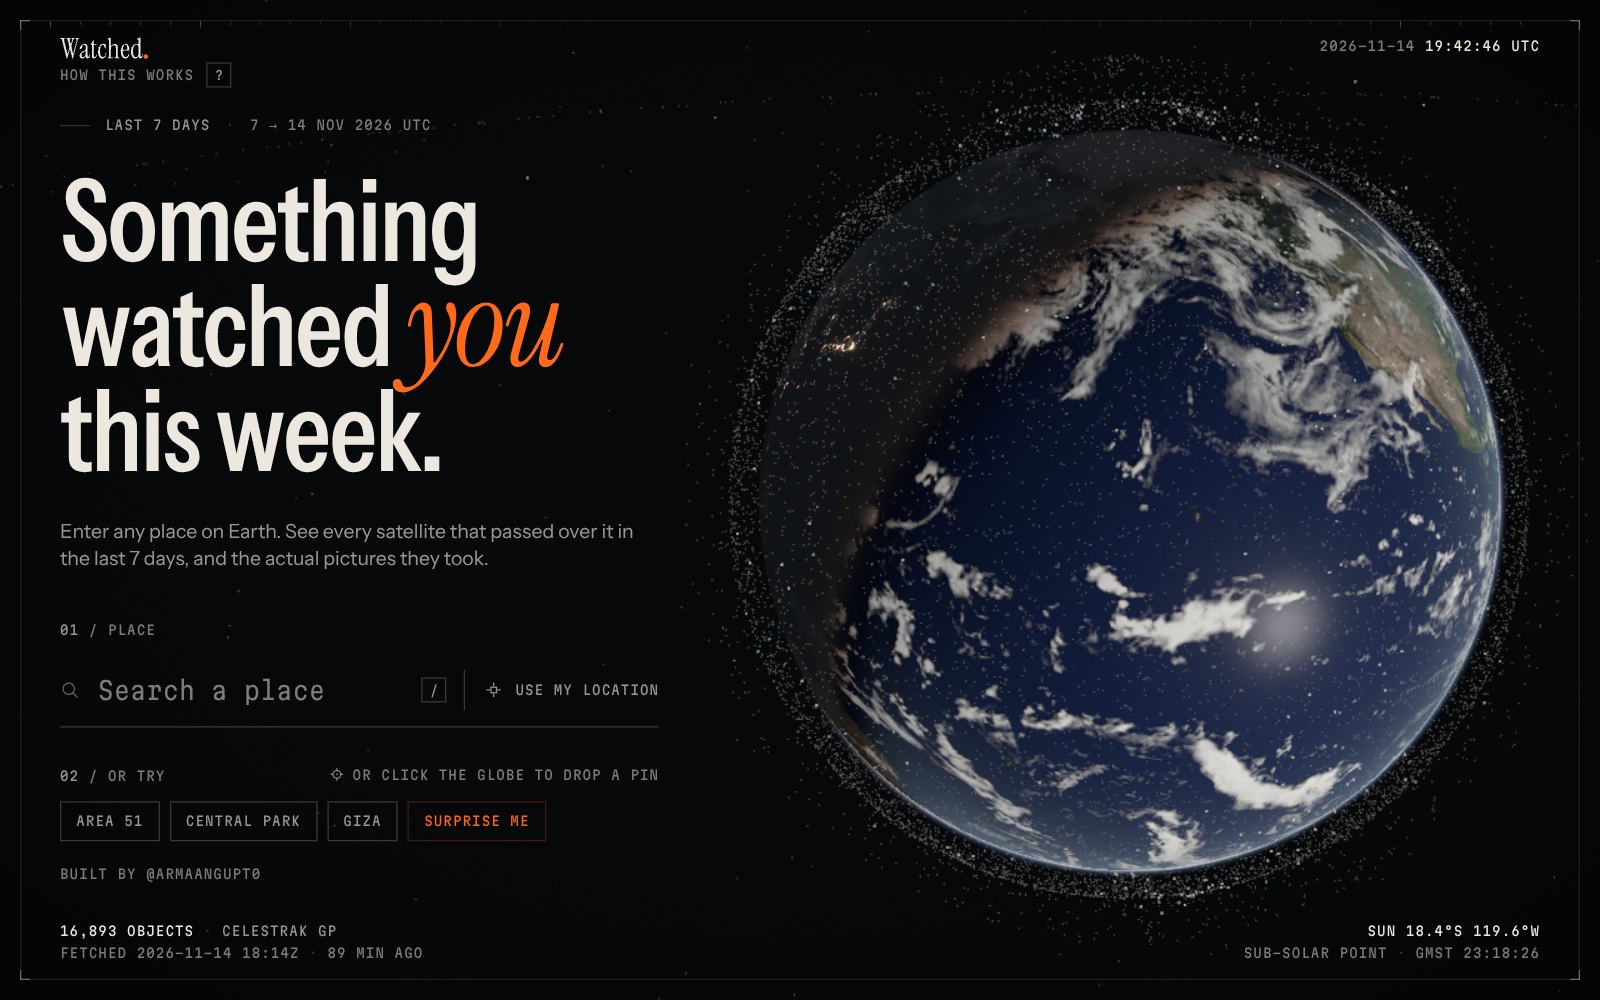 Watched.
HOW THIS WORKS ?
2026-11-14 19:42:46 UTC
LAST 7 DAYS · 7 → 14 NOV 2026 UTC
Something
watched you
this week.
Enter any place on Earth. See every satellite that passed over it in
the last 7 days, and the actual pictures they took.
01 / PLACE
Search a place / USE MY LOCATION
02 / OR TRY OR CLICK THE GLOBE TO DROP A PIN
AREA 51 CENTRAL PARK GIZA SURPRISE ME
BUILT BY @ARMAANGUPT0
16,893 OBJECTS · CELESTRAK GP
FETCHED 2026-11-14 18:14Z · 89 MIN AGO
SUN 18.4°S 119.6°W
SUB-SOLAR POINT · GMST 23:18:26